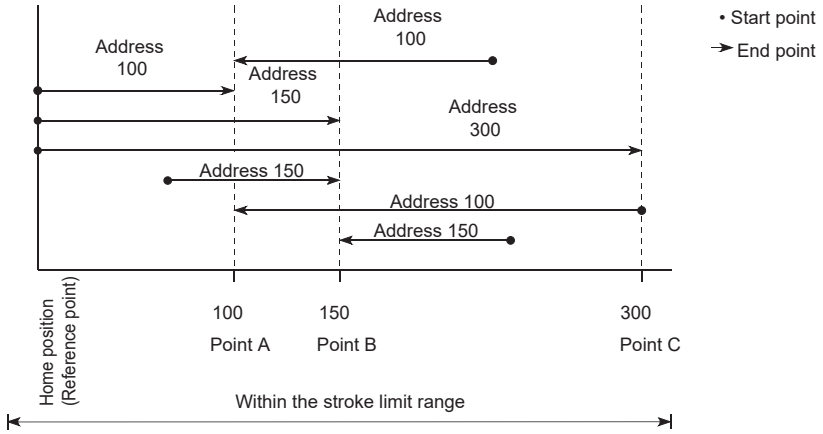 Address
100
• Start point
End point
Address
100
Address
150
Address
300
Address 150
Address 100
Address 150
Home position
(Reference point)
100
150
300
Point A
Point B
Point C
Within the stroke limit range